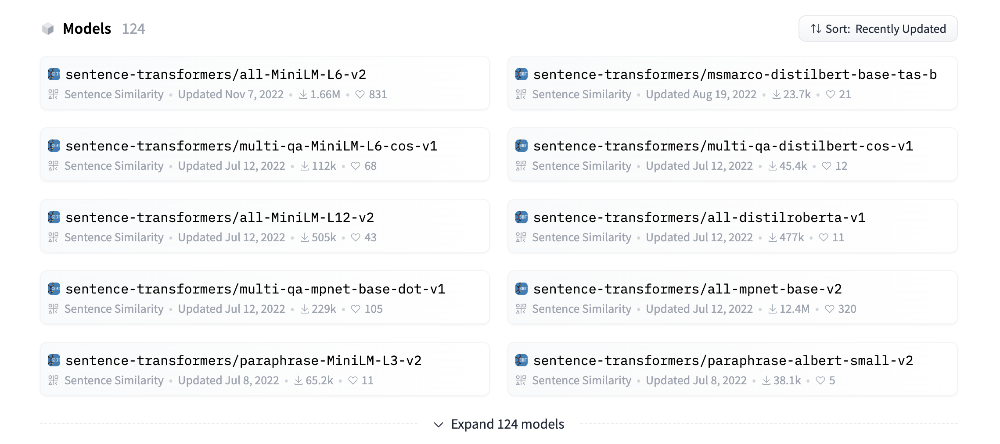 Models 124
Sort: Recently Updated
sentence-transformers/all-MiniLM-L6-v2
Sentence Similarity • Updated Nov 7, 2022 • 1.66M • 831
sentence-transformers/msmarco-distilbert-base-tas-b
Sentence Similarity • Updated Aug 19, 2022 • 23.7k • 21
sentence-transformers/multi-qa-MiniLM-L6-cos-v1
Sentence Similarity • Updated Jul 12, 2022 • 112k • 68
sentence-transformers/multi-qa-distilbert-cos-v1
Sentence Similarity • Updated Jul 12, 2022 • 45.4k • 12
sentence-transformers/all-MiniLM-L12-v2
Sentence Similarity • Updated Jul 12, 2022 • 505k • 43
sentence-transformers/all-distilroberta-v1
Sentence Similarity • Updated Jul 12, 2022 • 477k • 11
sentence-transformers/multi-qa-mpnet-base-dot-v1
Sentence Similarity • Updated Jul 12, 2022 • 229k • 105
sentence-transformers/all-mpnet-base-v2
Sentence Similarity • Updated Jul 12, 2022 • 12.4M • 320
sentence-transformers/paraphrase-MiniLM-L3-v2
Sentence Similarity • Updated Jul 8, 2022 • 65.2k • 11
sentence-transformers/paraphrase-albert-small-v2
Sentence Similarity • Updated Jul 8, 2022 • 38.1k • 5
Expand 124 models